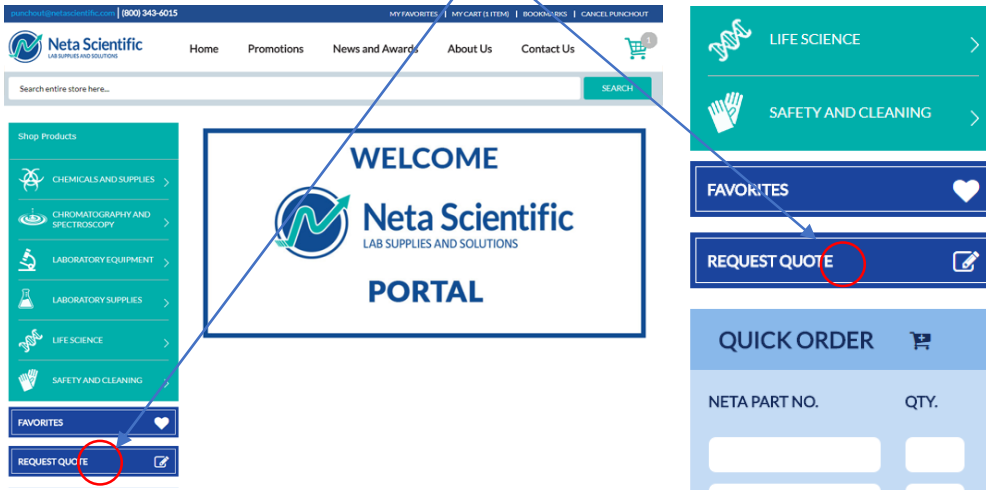 punchout@netascientific.com | (800) 343-6015
MY FAVORITES | MY CART (1 ITEM) | BOOKMARKS | CANCEL PUNCHOUT
Neta Scientific
LAB SUPPLIES AND SOLUTIONS
Home Promotions News and Awards About Us Contact Us
1
Search entire store here...
SEARCH
Shop Products
CHEMICALS AND SUPPLIES
CHROMATOGRAPHY AND
SPECTROSCOPY
LABORATORY EQUIPMENT
LABORATORY SUPPLIES
LIFE SCIENCE
SAFETY AND CLEANING
FAVORITES
REQUEST QUOTE
WELCOME
Neta Scientific
LAB SUPPLIES AND SOLUTIONS
PORTAL
LIFE SCIENCE
SAFETY AND CLEANING
FAVORITES
REQUEST QUOTE
QUICK ORDER
NETA PART NO. QTY.